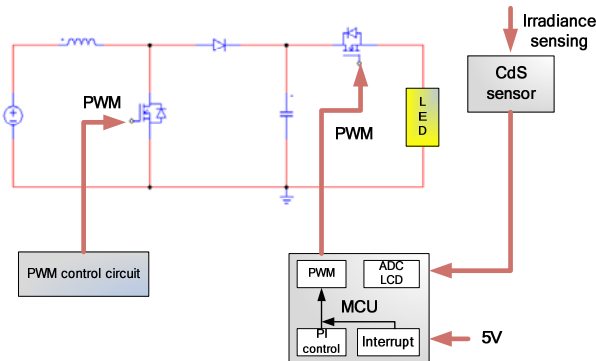 Irradiance
sensing
CdS
sensor
PWM
PWM
L
E
D
PWM control circuit
PWM
ADC
LCD
MCU
PI
control
Interrupt
5V